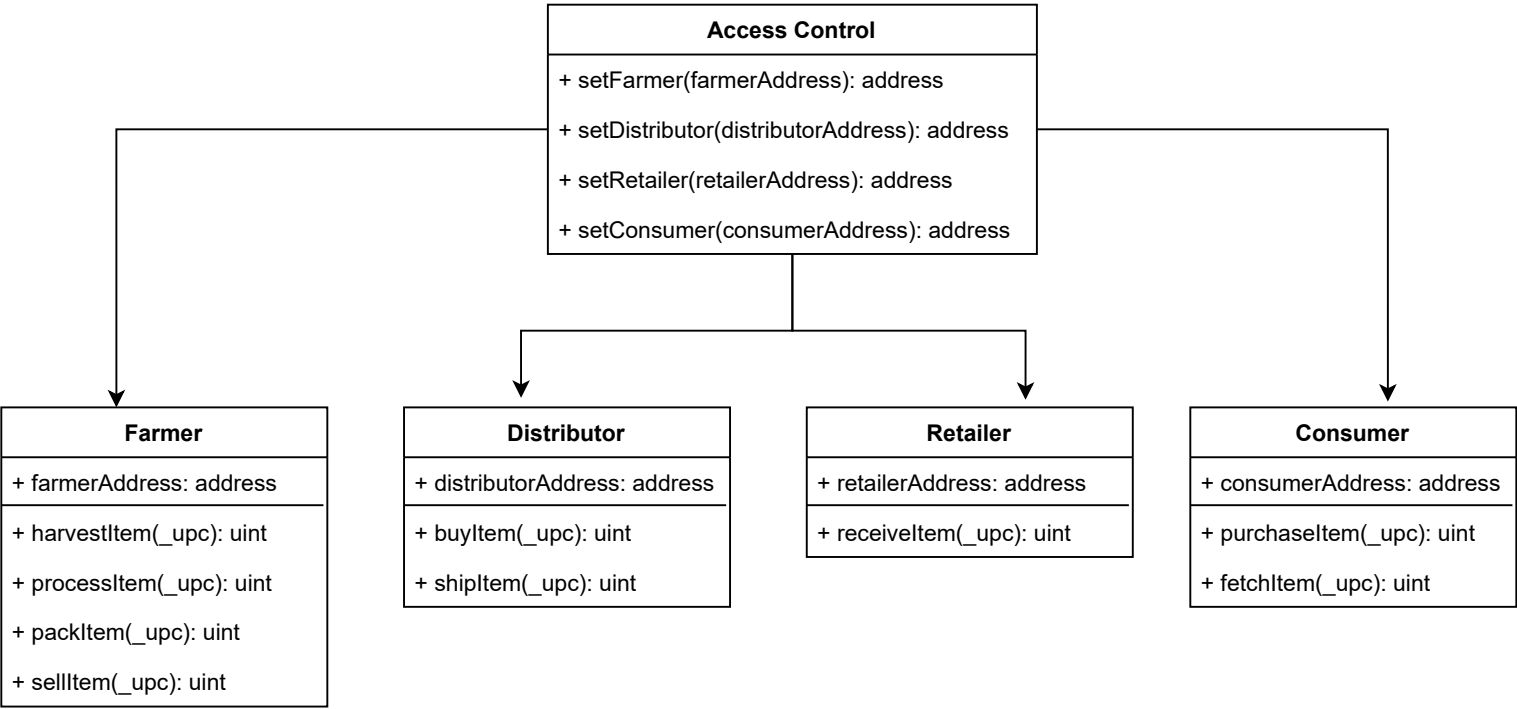 Access Control
+ setFarmer(farmerAddress): address
+ setDistributor(distributorAddress): address
+ setRetailer(retailerAddress): address
+ setConsumer(consumerAddress): address
Farmer
+ farmerAddress: address
+ harvestItem(_upc): uint
+ processItem(_upc): uint
+ packItem(_upc): uint
+ sellItem(_upc): uint
Distributor
+ distributorAddress: address
+ buyItem(_upc): uint
+ shipItem(_upc): uint
Retailer
+ retailerAddress: address
+ receiveItem(_upc): uint
Consumer
+ consumerAddress: address
+ purchaseItem(_upc): uint
+ fetchItem(_upc): uint